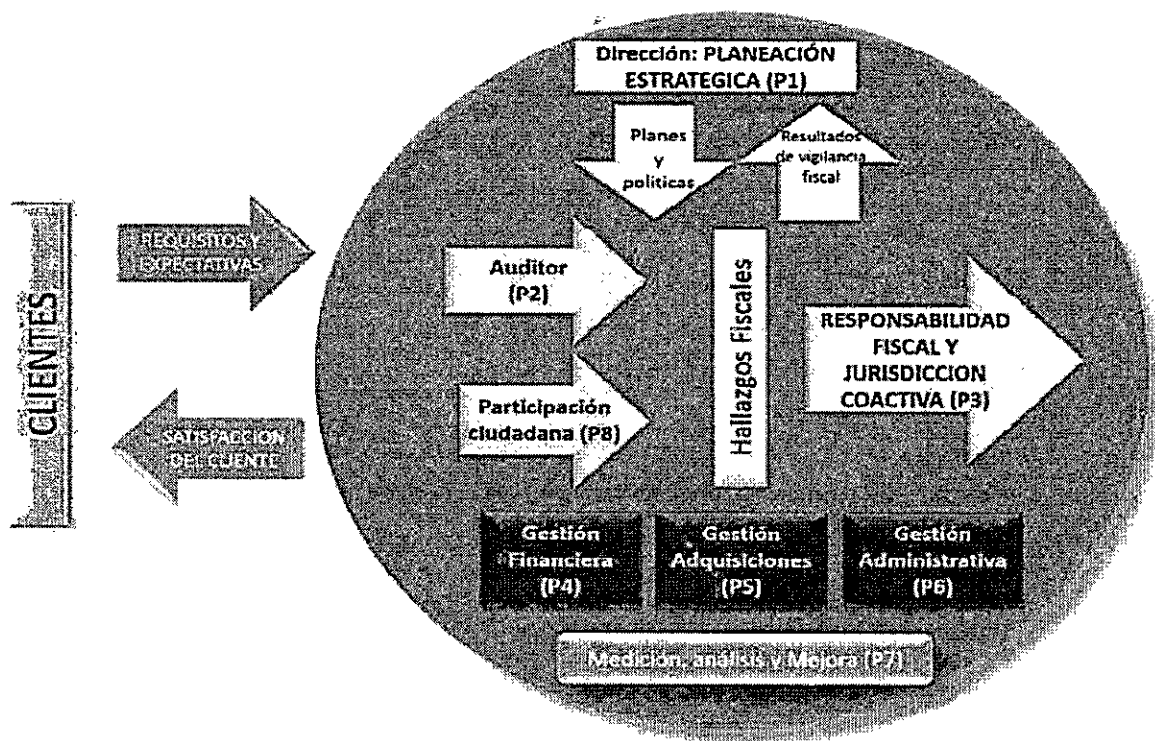 Dirección: PLANEACIÓN
ESTRATEGICA (P1)
Planes
y
politicas
Resultados
de vigilancia
fiscal
CLIENTES
REQUISITOS Y
EXPECTATIVAS
SATISFACCION
DEL CLIENTE
Auditor
(P2)
Participación
ciudadana (P8)
Hallazgos Fiscales
RESPONSABILIDAD
FISCAL Y
JURISDICCION
COACTIVA (P3)
Gestión
Financiera
(P4)
Gestión
Adquisiciones
(P5)
Gestión
Administrativa
(P6)
Medición, análisis y Mejora (P7)